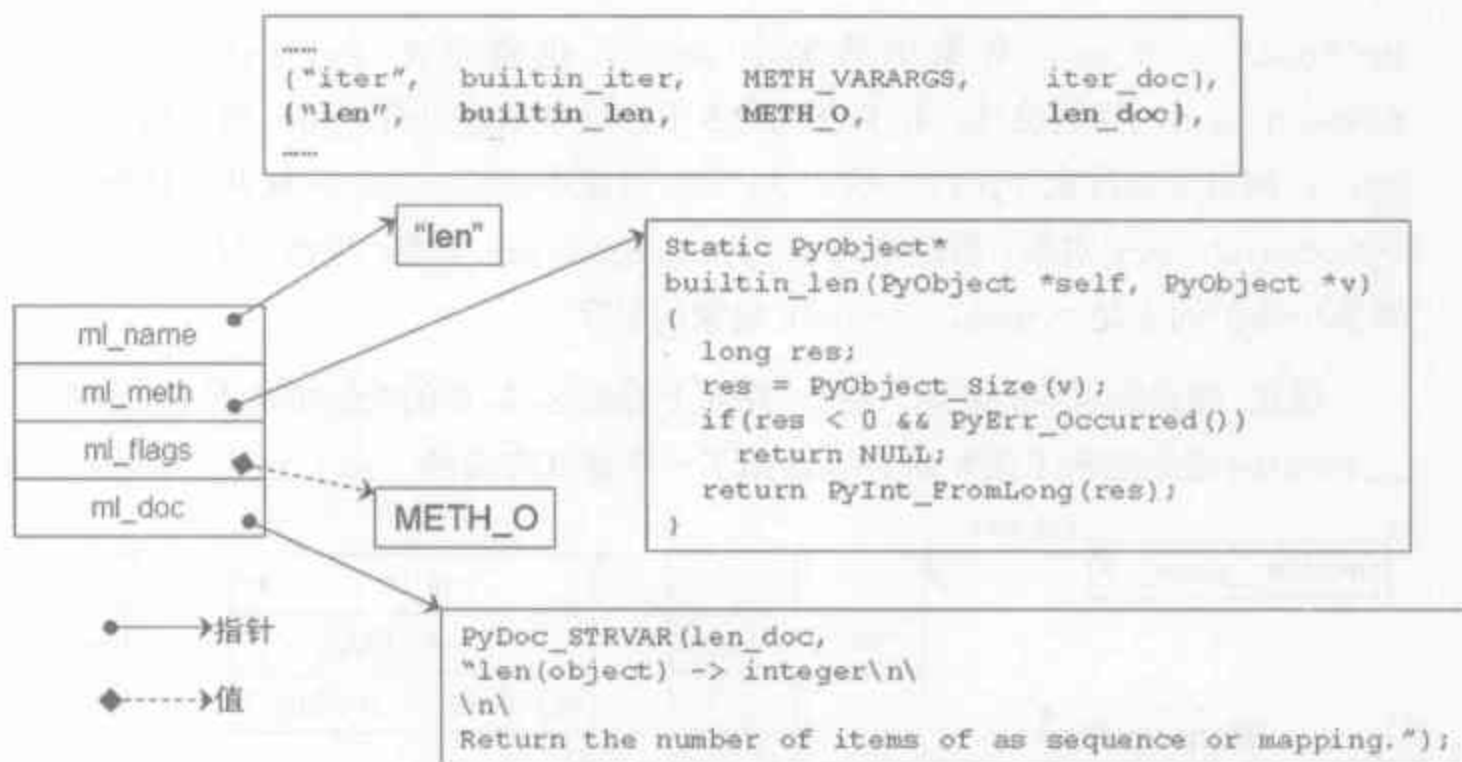 ……
{"iter", builtin_iter, METH_VARARGS, iter_doc},
{"len", builtin_len, METH_O, len_doc},
……
"len"
ml_name
ml_meth
ml_flags
ml_doc
METH_O
Static PyObject*
builtin_len(PyObject *self, PyObject *v)
{
long res;
res = PyObject_Size(v);
if(res < 0 && PyErr_Occurred())
return NULL;
return PyInt_FromLong(res);
}
指针
值
PyDoc_STRVAR(len_doc,
"len(object) -> integer\n\
\n\
Return the number of items of as sequence or mapping.");